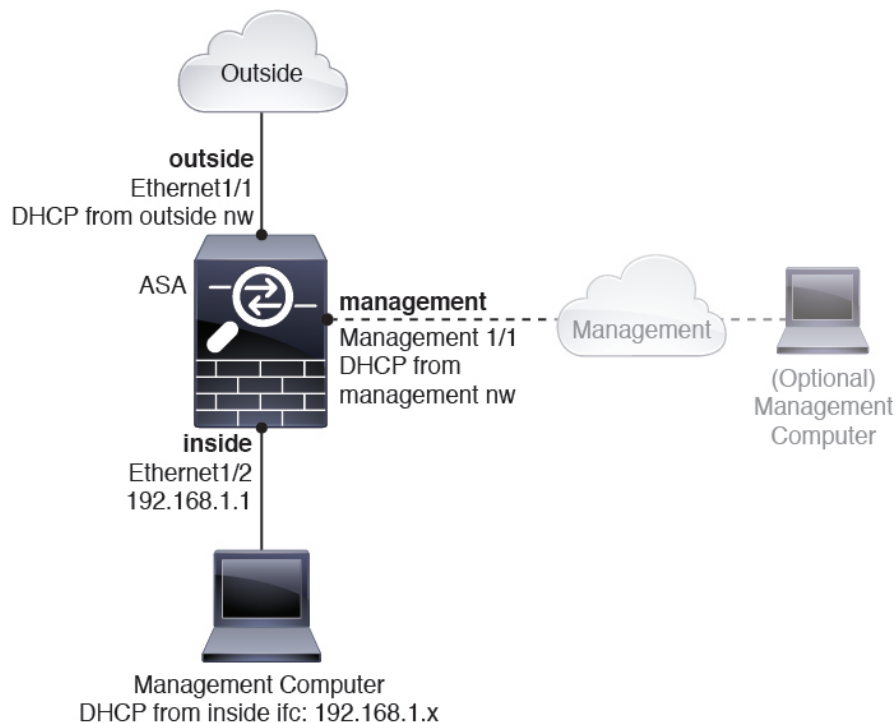 Outside
outside
Ethernet1/1
DHCP from outside nw
ASA
management
Management 1/1
DHCP from
management nw
Management
(Optional)
Management
Computer
inside
Ethernet1/2
192.168.1.1
Management Computer
DHCP from inside ifc: 192.168.1.x